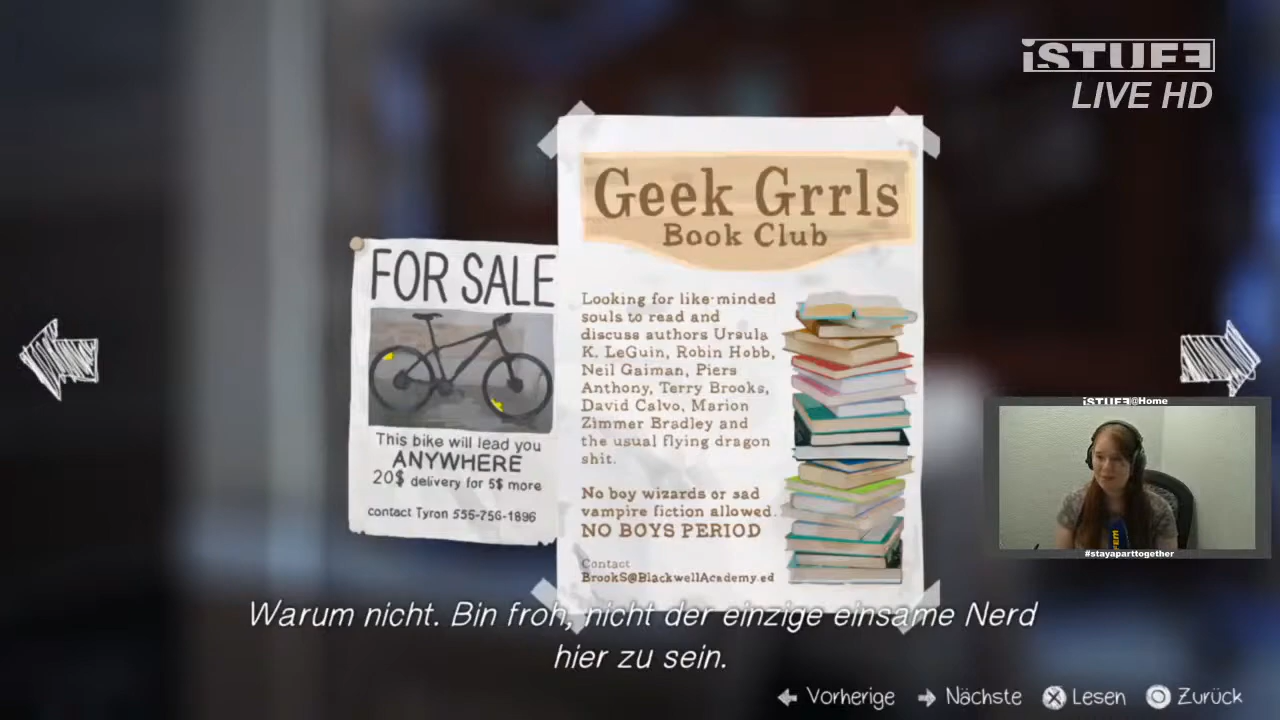 iSTUFF
LIVE HD
Geek Grrls
Book Club
FOR SALE
Looking for like-minded
souls to read and
discuss authors Ursula
K. LeGuin, Robin Hobb,
Neil Gaiman, Piers
Anthony, Terry Brooks,
David Calvo, Marion
Zimmer Bradley and
the usual flying dragon
shit.
No boy wizards or sad
vampire fiction allowed.
NO BOYS PERIOD
Contact
BrookS@BlackwellAcademy.ed
This bike will lead you
ANYWHERE
20$ delivery for 5$ more
contact Tyron 555-756-1896
iSTUFF@Home
#stayaparttogether
Warum nicht. Bin froh, nicht der einzige einsame Nerd
hier zu sein.
Vorherige Nächste Lesen Zurück